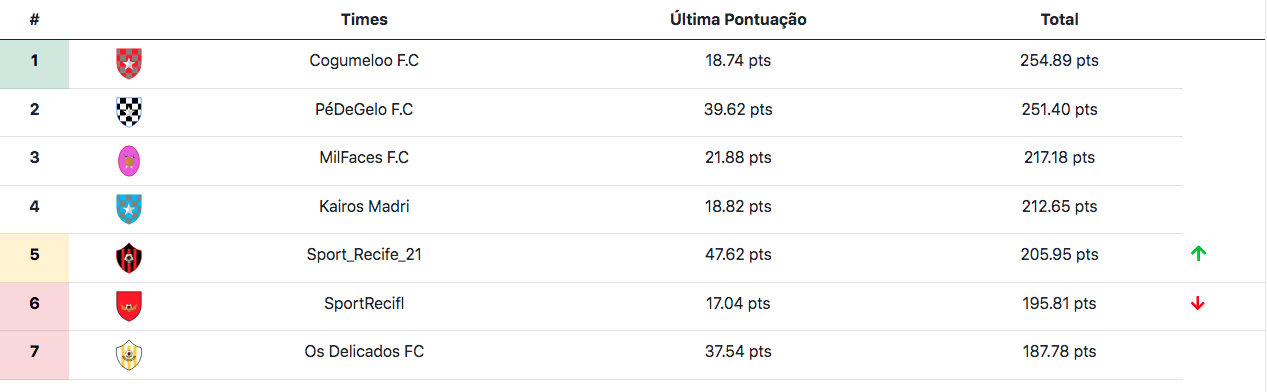 # Times Última Pontuação Total
1 Cogumeloo F.C 18.74 pts 254.89 pts
2 PéDeGelo F.C 39.62 pts 251.40 pts
3 MilFaces F.C 21.88 pts 217.18 pts
4 Kairos Madri 18.82 pts 212.65 pts
5 Sport_Recife_21 47.62 pts 205.95 pts
6 SportRecifl 17.04 pts 195.81 pts
7 Os Delicados FC 37.54 pts 187.78 pts